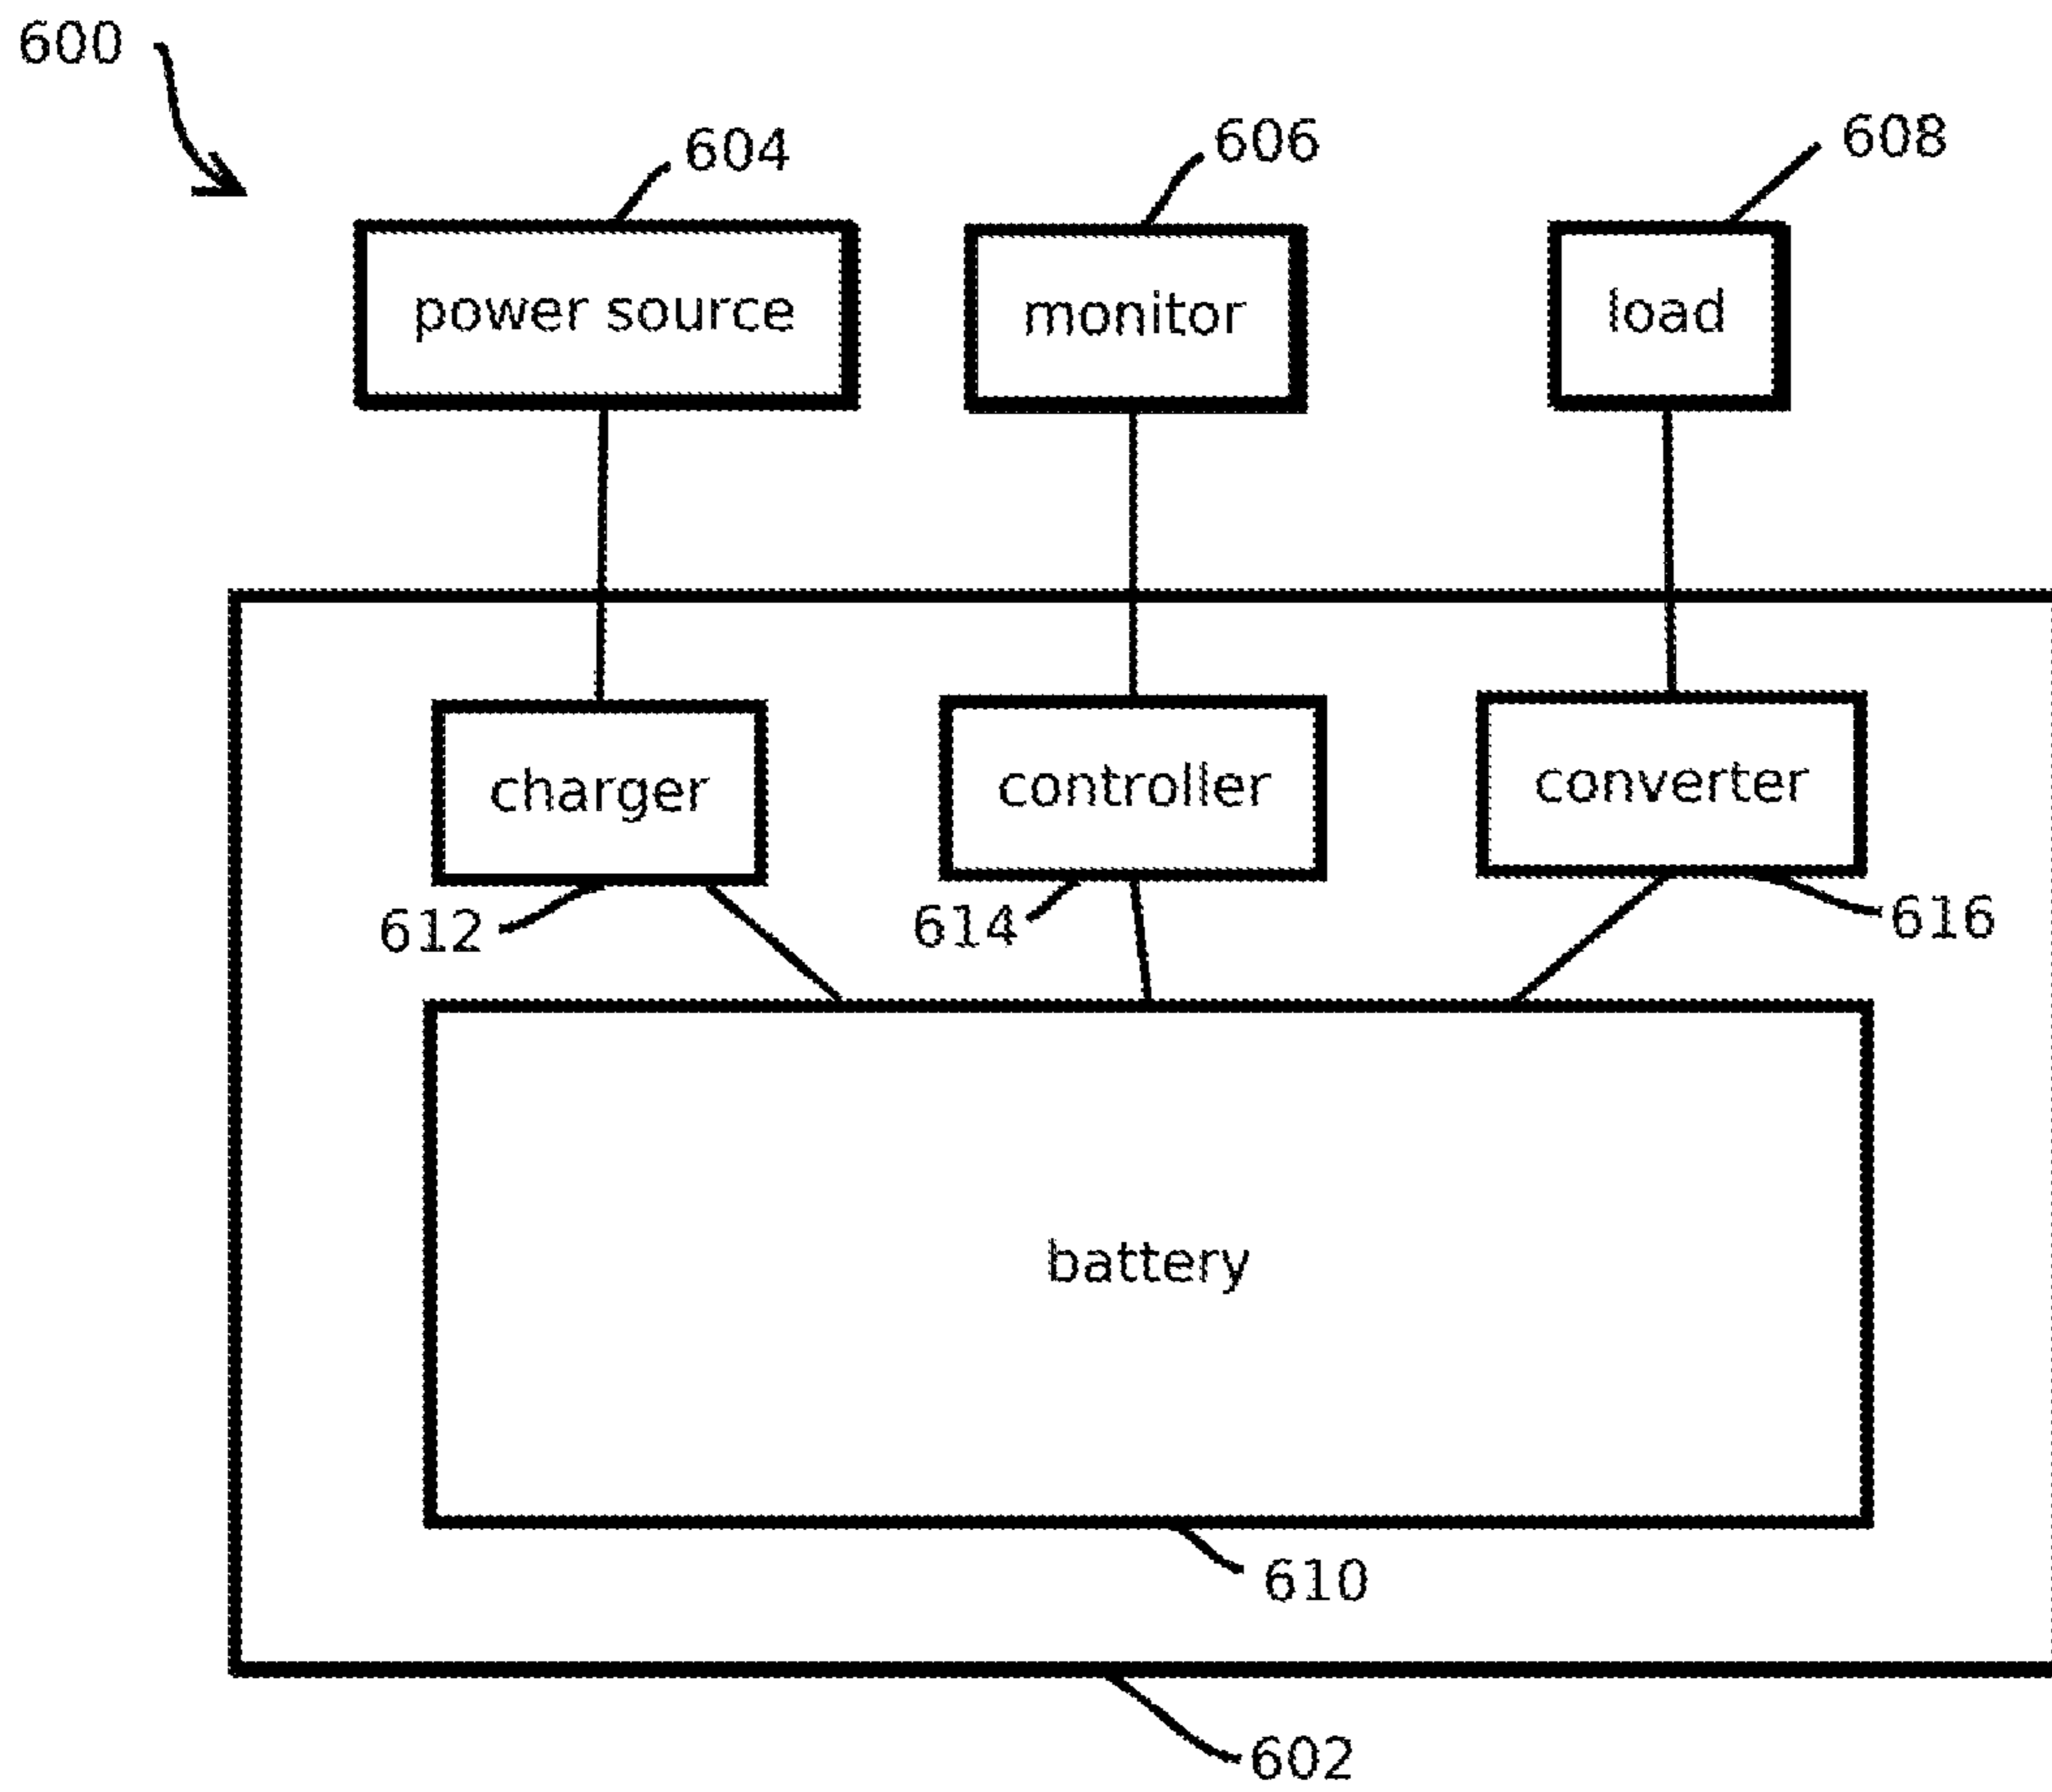 600
604
606
608
power source
monitor
load
charger
controller
converter
612
614
616
battery
610
602